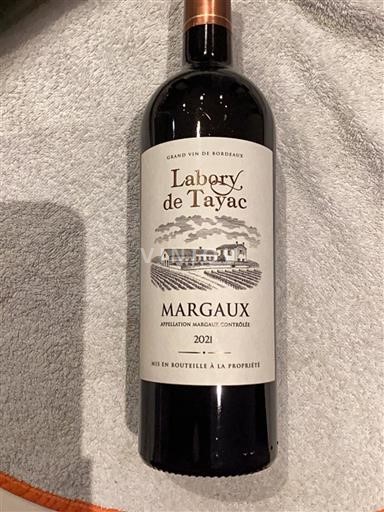 GRAND VIN DE BORDEAUX
Labory
de Tayac
MARGAUX
APPELLATION MARGAUX CONTRÔLÉE
2021
MIS EN BOUTEILLE À LA PROPRIÉTÉ